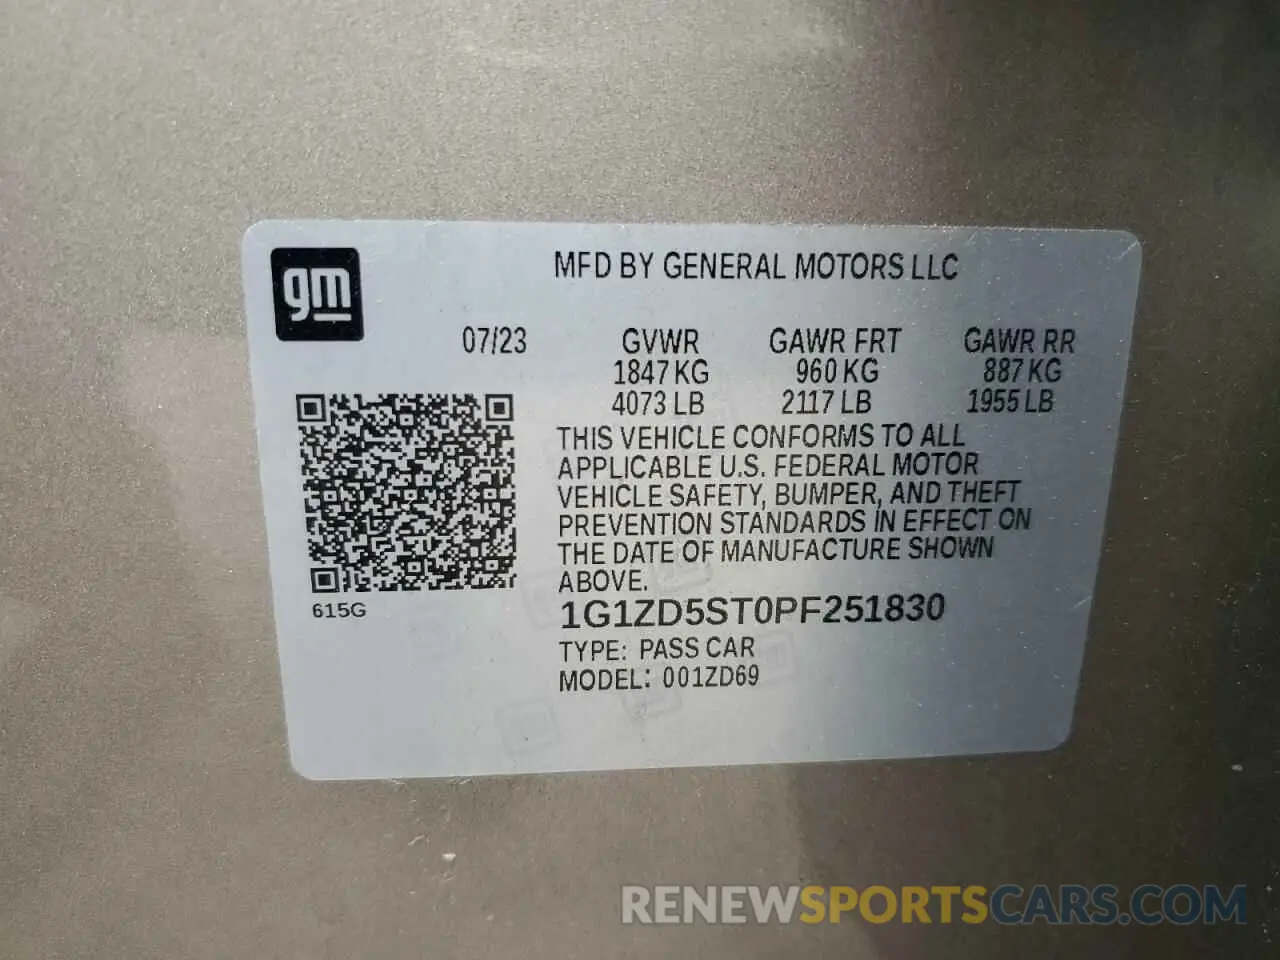 gm
MFD BY GENERAL MOTORS LLC
07/23 GVWR GAWR FRT GAWR RR
1847 KG 960 KG 887 KG
4073 LB 2117 LB 1955 LB
THIS VEHICLE CONFORMS TO ALL
APPLICABLE U.S. FEDERAL MOTOR
VEHICLE SAFETY, BUMPER, AND THEFT
PREVENTION STANDARDS IN EFFECT ON
THE DATE OF MANUFACTURE SHOWN
ABOVE.
615G
1G1ZD5ST0PF251830
TYPE: PASS CAR
MODEL: 001ZD69
RENEWSPORTSCARS.COM